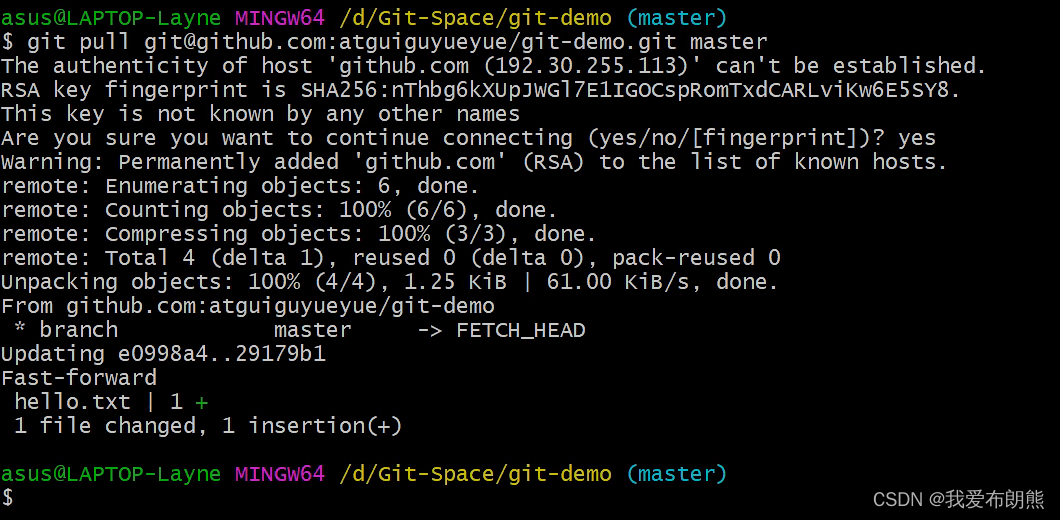 asus@LAPTOP-Layne MINGW64 /d/Git-Space/git-demo (master)
$ git pull git@github.com:atguiguyueyue/git-demo.git master
The authenticity of host 'github.com (192.30.255.113)' can't be established.
RSA key fingerprint is SHA256:nThbg6kXUpJWGl7E1IGOCspRomTxdCARLviKw6E5SY8.
This key is not known by any other names
Are you sure you want to continue connecting (yes/no/[fingerprint])? yes
Warning: Permanently added 'github.com' (RSA) to the list of known hosts.
remote: Enumerating objects: 6, done.
remote: Counting objects: 100% (6/6), done.
remote: Compressing objects: 100% (3/3), done.
remote: Total 4 (delta 1), reused 0 (delta 0), pack-reused 0
Unpacking objects: 100% (4/4), 1.25 KiB | 61.00 KiB/s, done.
From github.com:atguiguyueyue/git-demo
 * branch            master     -> FETCH_HEAD
Updating e0998a4..29179b1
Fast-forward
 hello.txt | 1 +
 1 file changed, 1 insertion(+)
asus@LAPTOP-Layne MINGW64 /d/Git-Space/git-demo (master)
$
CSDN @我爱布朗熊